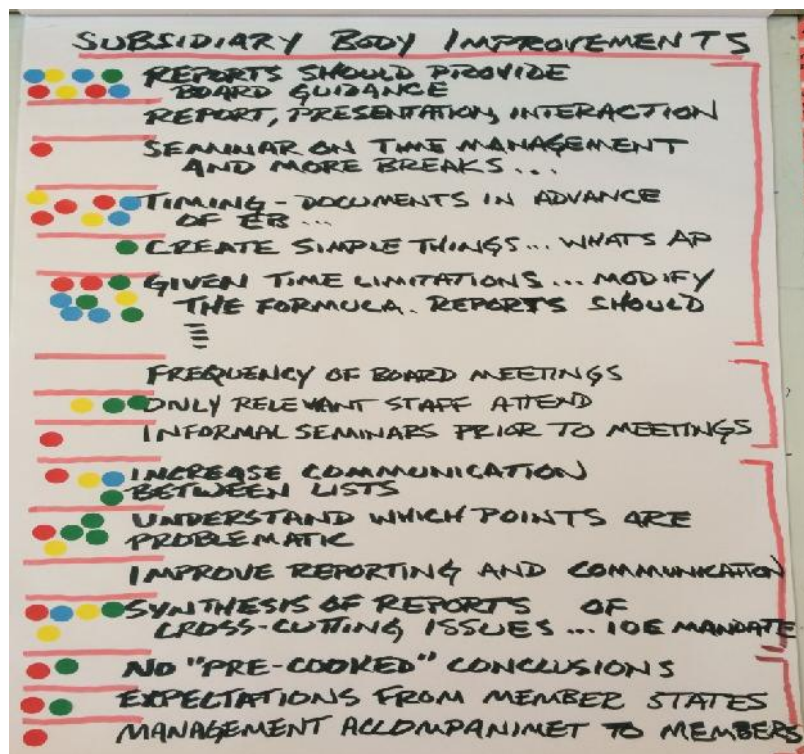 SUBSIDIARY BODY IMPROVEMENTS
REPORTS SHOULD PROVIDE
BOARD GUIDANCE
REPORT, PRESENTATION, INTERACTION
SEMINAR ON TIME MANAGEMENT
AND MORE BREAKS...
TIMING - DOCUMENTS IN ADVANCE
OF EB...
CREATE SIMPLE THINGS... WHATS AP
GIVEN TIME LIMITATIONS... MODIFY
THE FORMULA. REPORTS SHOULD
FREQUENCY OF BOARD MEETINGS
ONLY RELEVANT STAFF ATTEND
INFORMAL SEMINARS PRIOR TO MEETINGS
INCREASE COMMUNICATION
BETWEEN LISTS
UNDERSTAND WHICH POINTS ARE
PROBLEMATIC
IMPROVE REPORTING AND COMMUNICATION
SYNTHESIS OF REPORTS OF
CROSS-CUTTING ISSUES... IOE MANDATE
NO "PRE-COOKED" CONCLUSIONS
EXPECTATIONS FROM MEMBER STATES
MANAGEMENT ACCOMPANIMET TO MEMBERS